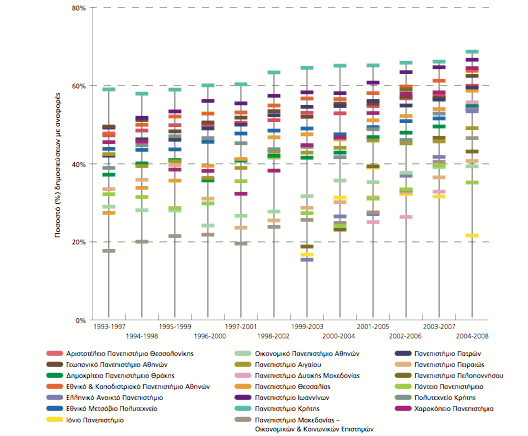 80%
60%
40%
20%
0%
Ποσοστό (%) δημοσιεύσεων με αναφορές
1993-1997 1995-1999 1997-2001 1999-2003 2001-2005 2003-2007
1994-1998 1996-2000 1998-2002 2000-2004 2002-2006 2004-2008
Αριστοτέλειο Πανεπιστήμιο Θεσσαλονίκης
Γεωπονικό Πανεπιστήμιο Αθηνών
Δημοκρίτειο Πανεπιστήμιο Θράκης
Εθνικό & Καποδιστριακό Πανεπιστήμιο Αθηνών
Ελληνικό Ανοικτό Πανεπιστήμιο
Εθνικό Μετσόβιο Πολυτεχνείο
Ιόνιο Πανεπιστήμιο
Οικονομικό Πανεπιστήμιο Αθηνών
Πανεπιστήμιο Αιγαίου
Πανεπιστήμιο Δυτικής Μακεδονίας
Πανεπιστήμιο Θεσσαλίας
Πανεπιστήμιο Ιωαννίνων
Πανεπιστήμιο Κρήτης
Πανεπιστήμιο Μακεδονίας –
Οικονομικών & Κοινωνικών Επιστημών
Πανεπιστήμιο Πατρών
Πανεπιστήμιο Πειραιώς
Πανεπιστήμιο Πελοποννήσου
Πάντειο Πανεπιστήμιο
Πολυτεχνείο Κρήτης
Χαροκόπειο Πανεπιστήμιο